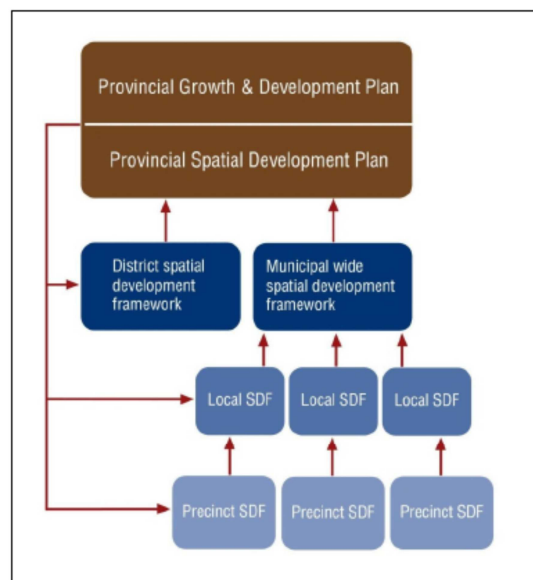 Provincial Growth & Development Plan
Provincial Spatial Development Plan
District spatial
development
framework
Municipal wide
spatial development
framework
Local SDF
Local SDF
Local SDF
Precinct SDF
Precinct SDF
Precinct SDF